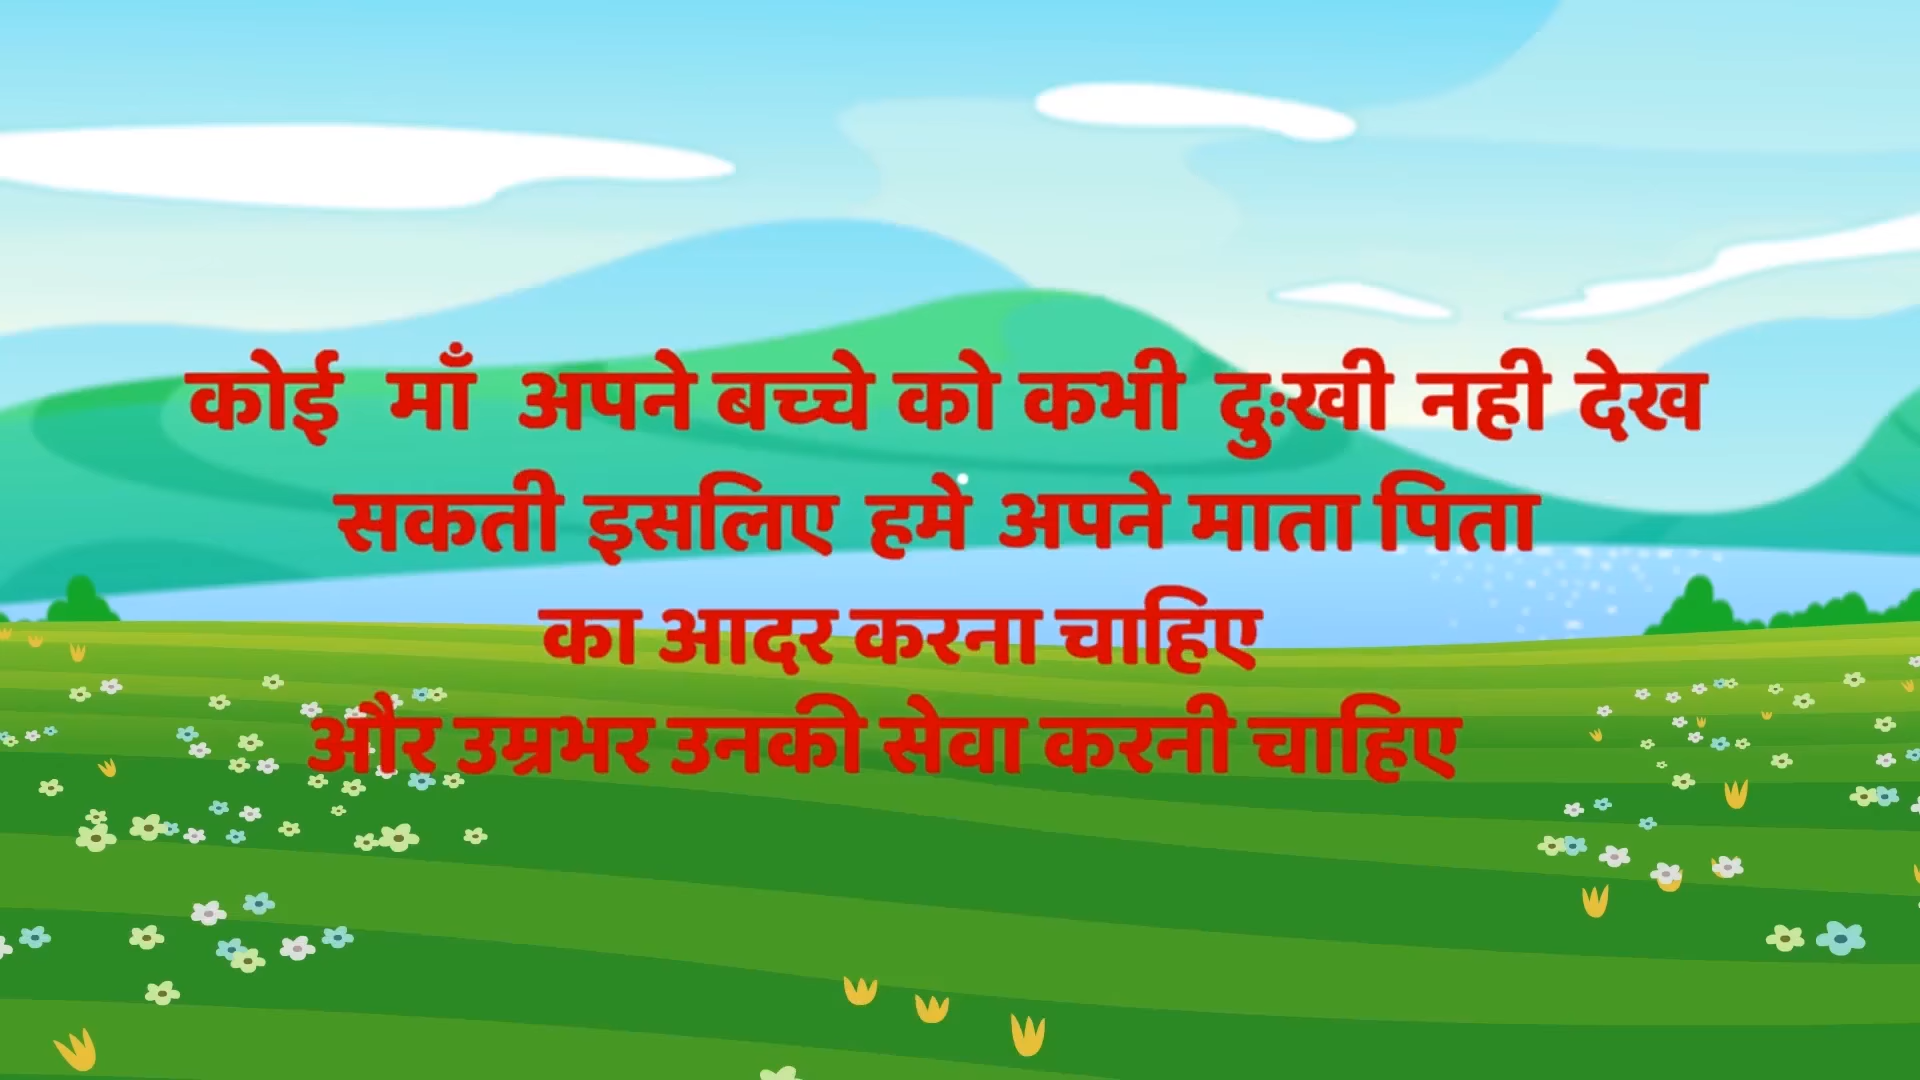 कोई माँ अपने बच्चे को कभी दुःखी नही देख
सकती इसलिए हमे अपने माता पिता
का आदर करना चाहिए
और उम्रभर उनकी सेवा करनी चाहिए